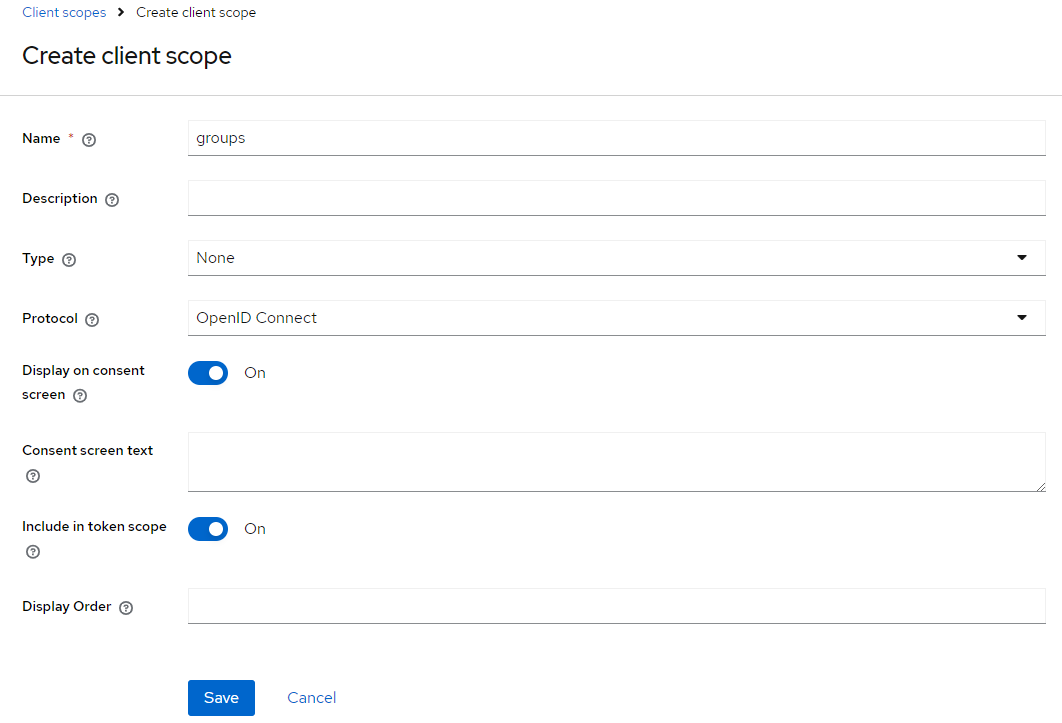 Client scopes > Create client scope
Create client scope
Name * groups
Description
Type None
Protocol OpenID Connect
Display on consent
screen On
Consent screen text
Include in token scope On
Display Order
Save Cancel